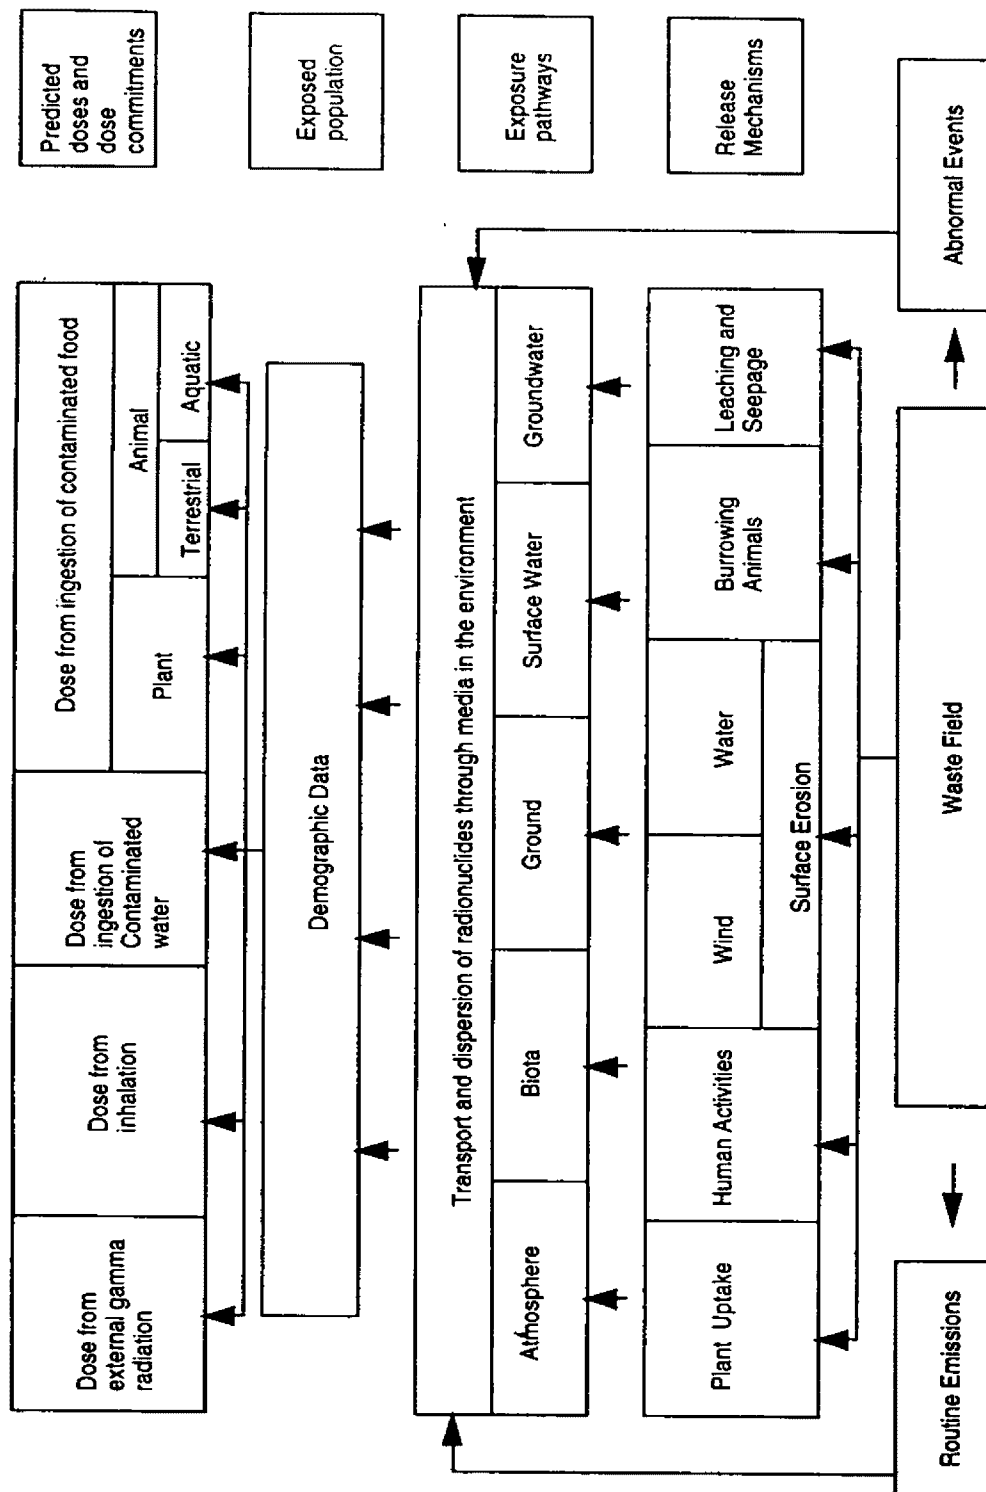 Predicted
doses and
dose
commitments
Exposed
population
Exposure
pathways
Release
Mechanisms
Dose from
external gamma
radiation
Dose from
inhalation
Dose from
ingestion of
Contaminated
water
Dose from ingestion of contaminated food
Plant
Animal
Terrestrial
Aquatic
Demographic Data
Transport and dispersion of radionuclides through media in the environment
Atmosphere
Biota
Ground
Surface Water
Groundwater
Plant Uptake
Human Activities
Wind
Water
Surface Erosion
Burrowing
Animals
Leaching and
Seepage
Routine Emissions
Waste Field
Abnormal Events